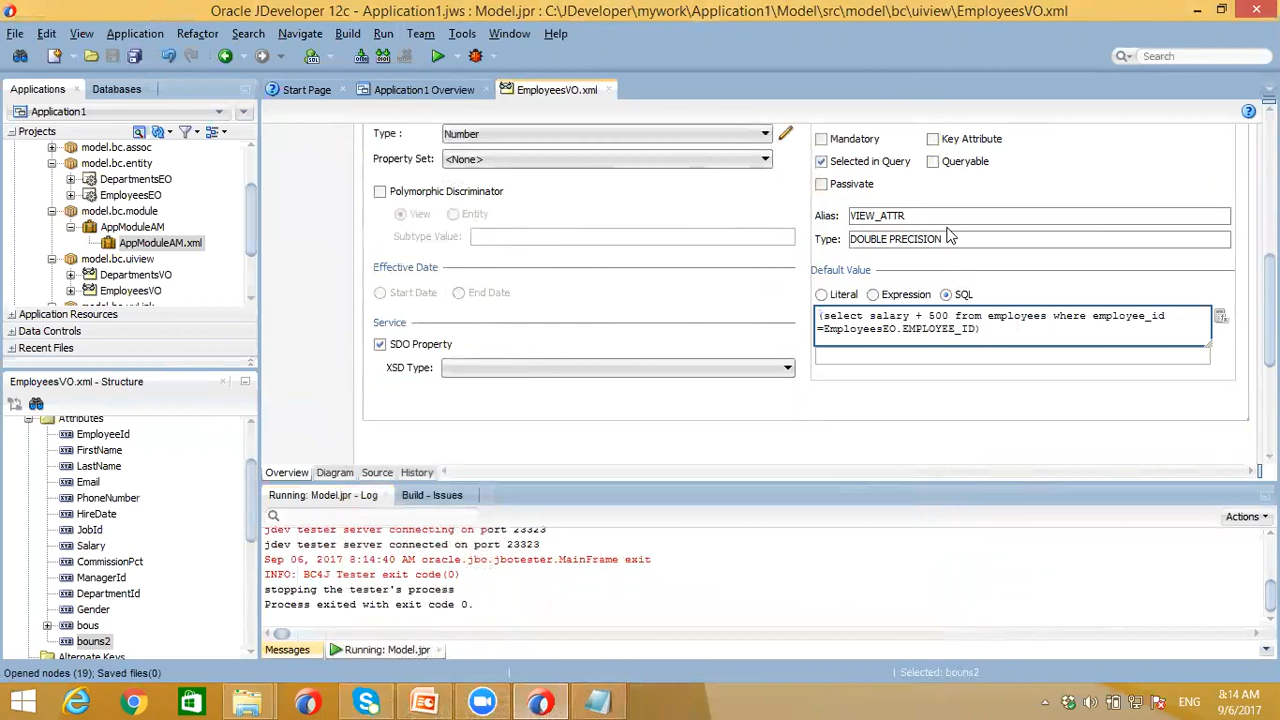 Oracle JDeveloper 12c - Application1.jws : Model.jpr : C:\JDeveloper\mywork\Application1\Model\src\model\bc\uiview\EmployeesVO.xml
File Edit View Application Refactor Search Navigate Build Run Team Tools Window Help
Search
Applications Databases
Start Page Application1 Overview EmployeesVO.xml
Application1
Projects
model.bc.assoc
model.bc.entity
DepartmentsEO
EmployeesEO
model.bc.module
AppModuleAM
AppModuleAM.xml
model.bc.uiview
DepartmentsVO
EmployeesVO
Application Resources
Data Controls
Recent Files
Type : Number
Property Set: <None>
Polymorphic Discriminator
View Entity
Subtype Value:
Effective Date
Start Date End Date
Service
SDO Property
XSD Type:
Mandatory Key Attribute
Selected in Query Queryable
Passivate
Alias: VIEW_ATTR
Type: DOUBLE PRECISION
Default Value
Literal Expression SQL
(select salary + 500 from employees where employee_id
=EmployeesEO.EMPLOYEE_ID)
EmployeesVO.xml - Structure
Attributes
EmployeeId
FirstName
LastName
Email
PhoneNumber
HireDate
JobId
Salary
CommissionPct
ManagerId
DepartmentId
Gender
bous
bouns2
Alternate Keys
Overview Diagram Source History
Running: Model.jpr - Log Build - Issues
Actions
jdev tester server connecting on port 23323
jdev tester server connected on port 23323
Sep 06, 2017 8:14:40 AM oracle.jbo.jbotester.MainFrame exit
INFO: BC4J Tester exit code(0)
stopping the tester's process
Process exited with exit code 0.
Messages Running: Model.jpr
Opened nodes (19); Saved files(0) Selected: bouns2
ENG
8:14 AM
9/6/2017